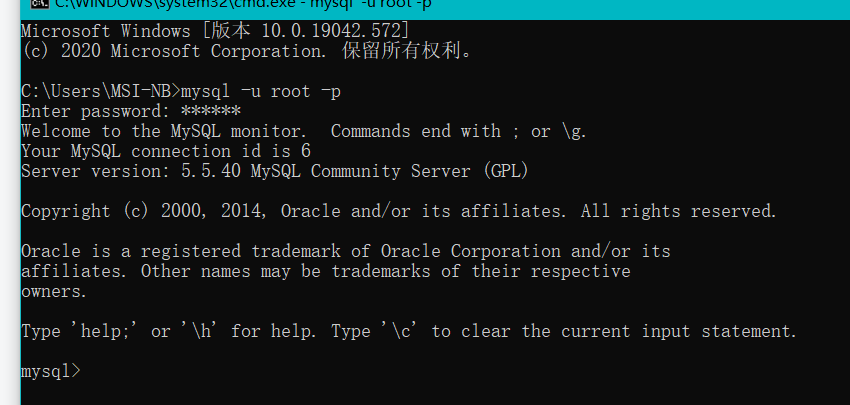 C:\WINDOWS\system32\cmd.exe - mysql -u root -p
Microsoft Windows [版本 10.0.19042.572]
(c) 2020 Microsoft Corporation. 保留所有权利。
C:\Users\MSI-NB>mysql -u root -p
Enter password: ******
Welcome to the MySQL monitor.  Commands end with ; or \g.
Your MySQL connection id is 6
Server version: 5.5.40 MySQL Community Server (GPL)
Copyright (c) 2000, 2014, Oracle and/or its affiliates. All rights reserved.
Oracle is a registered trademark of Oracle Corporation and/or its
affiliates. Other names may be trademarks of their respective
owners.
Type 'help;' or '\h' for help. Type '\c' to clear the current input statement.
mysql>